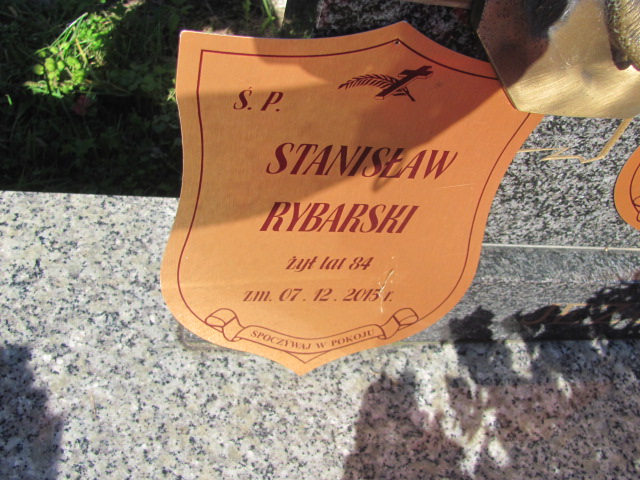 Ś. P.
STANISŁAW
RYBARSKI
żył lat 84
zm. 07. 12. 2015 r.
SPOCZYWAJ W POKOJU